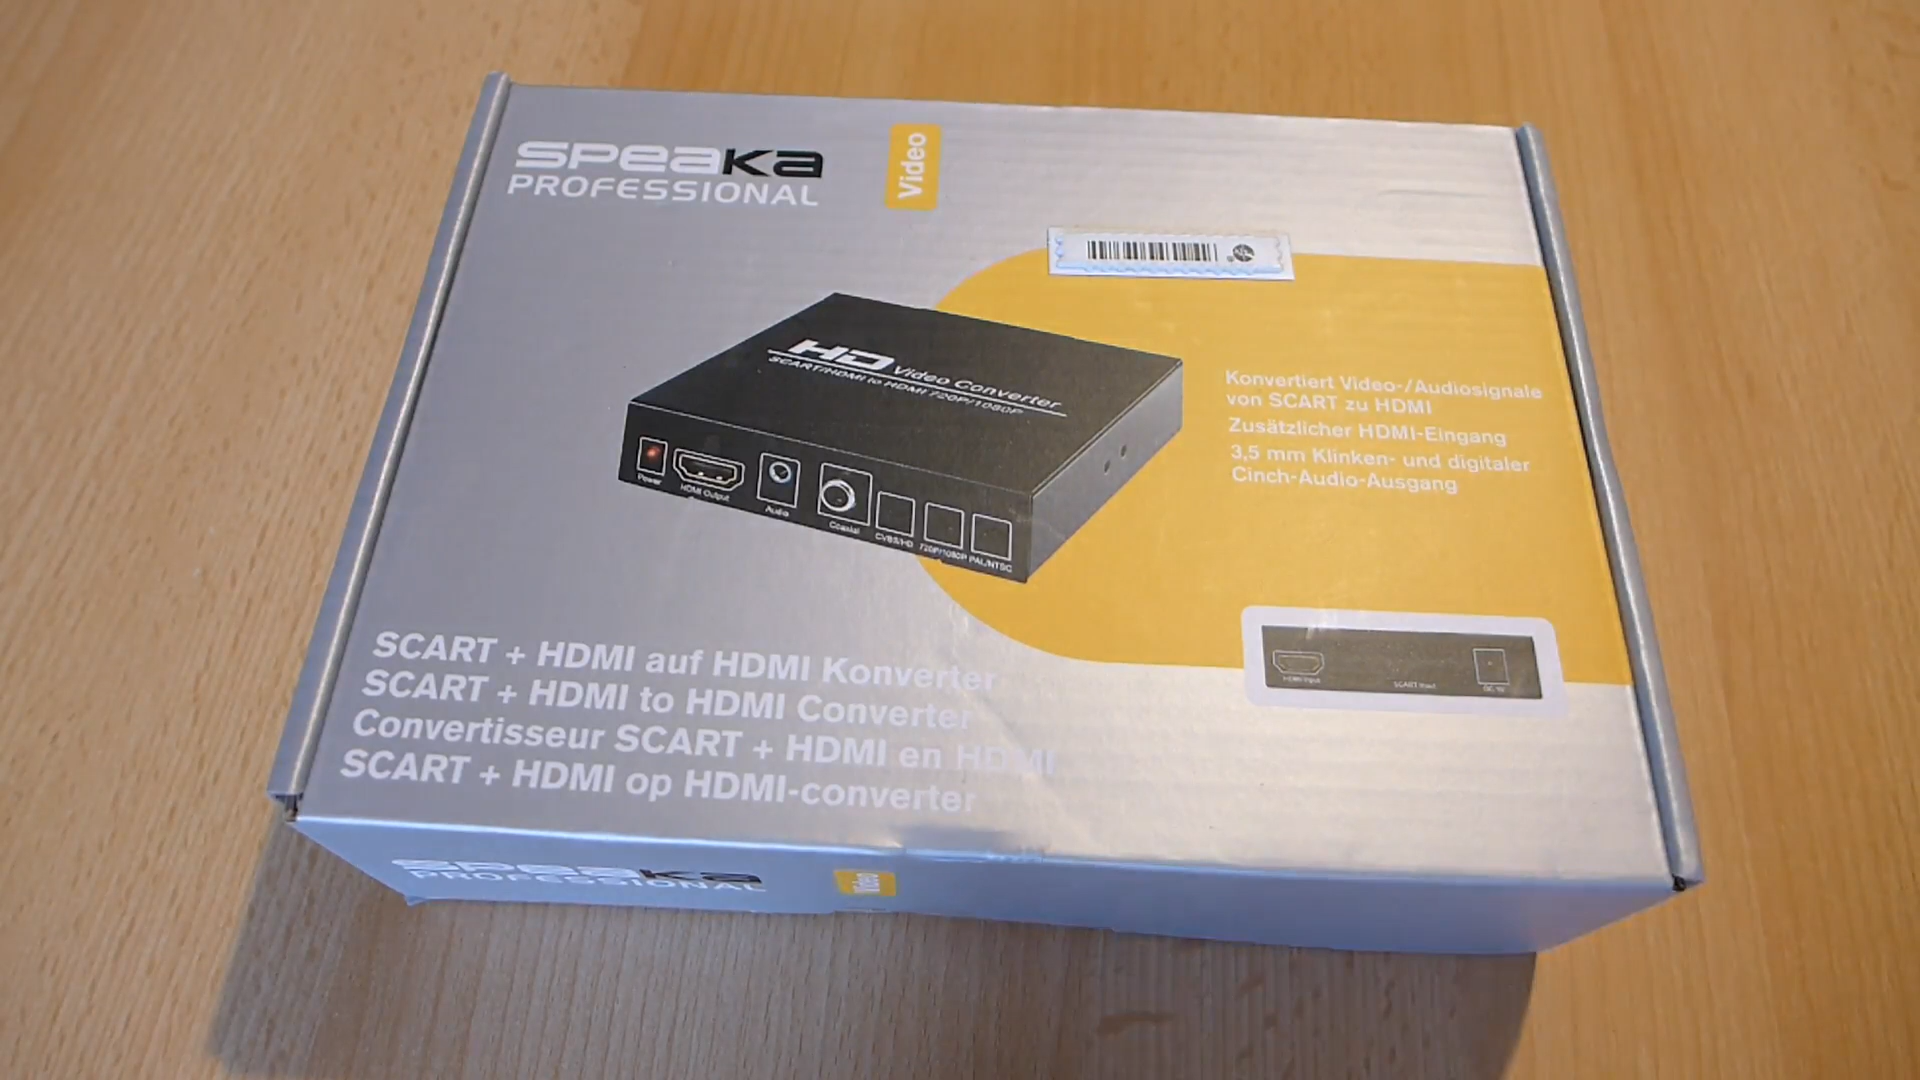 SPEAKA
PROFESSIONAL
Video
HD Video Converter
SCART/HDMI to HDMI 720P/1080P
Power
HDMI Output
Audio
Coaxial
CVBS/HD
720P/1080P
PAL/NTSC
Konvertiert Video-/Audiosignale
von SCART zu HDMI
Zusätzlicher HDMI-Eingang
3,5 mm Klinken- und digitaler
Cinch-Audio-Ausgang
HDMI Input
SCART Input
SCART + HDMI auf HDMI Konverter
SCART + HDMI to HDMI Converter
Convertisseur SCART + HDMI en HDMI
SCART + HDMI op HDMI-converter
SPEAKA
PROFESSIONAL
Video